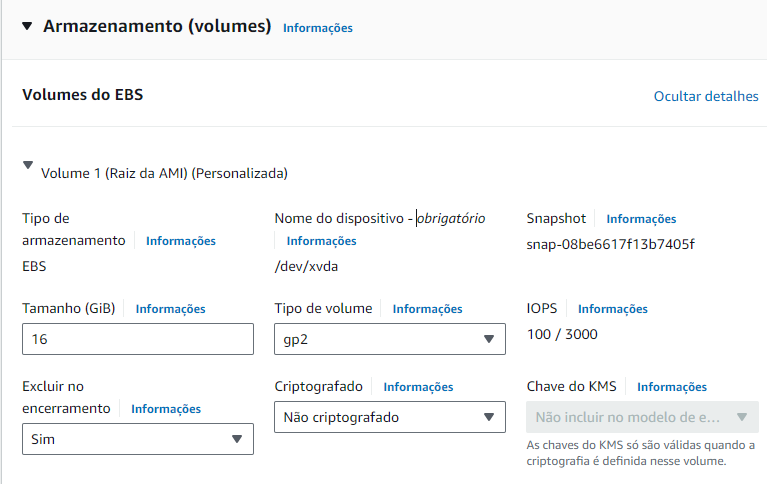 Armazenamento (volumes) Informações
Volumes do EBS Ocultar detalhes
Volume 1 (Raiz da AMI) (Personalizada)
Tipo de armazenamento Informações
EBS
Nome do dispositivo - obrigatório
Informações
/dev/xvda
Snapshot Informações
snap-08be6617f13b7405f
Tamanho (GiB) Informações
16
Tipo de volume Informações
gp2
IOPS Informações
100 / 3000
Excluir no
encerramento Informações
Sim
Criptografado Informações
Não criptografado
Chave do KMS Informações
Não incluir no modelo de e...
As chaves do KMS só são válidas quando a
criptografia é definida nesse volume.